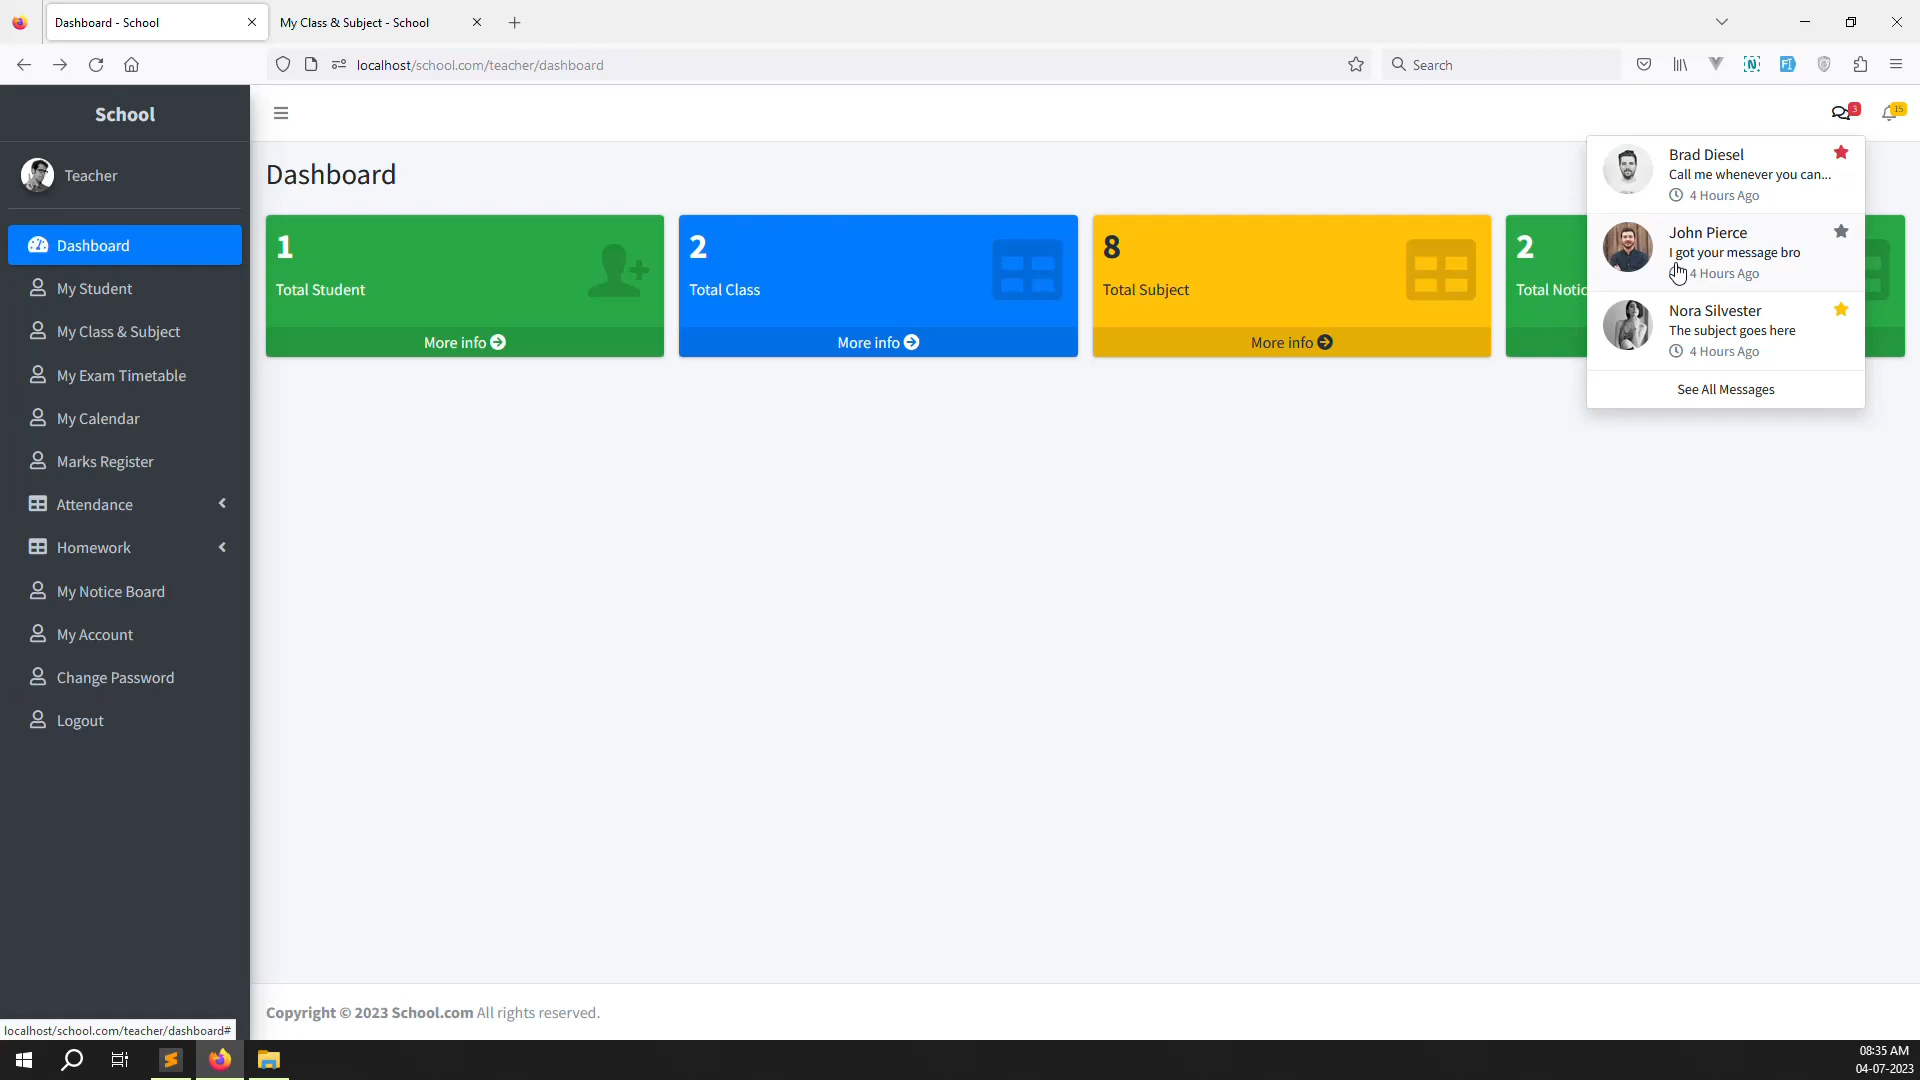 Dashboard - School
My Class & Subject - School
localhost/school.com/teacher/dashboard
Search
School
3
15
Teacher
Dashboard
My Student
My Class & Subject
My Exam Timetable
My Calendar
Marks Register
Attendance
Homework
My Notice Board
My Account
Change Password
Logout
Dashboard
1
Total Student
More info
2
Total Class
More info
8
Total Subject
More info
2
Brad Diesel
Call me whenever you can...
4 Hours Ago
John Pierce
I got your message bro
4 Hours Ago
Nora Silvester
The subject goes here
4 Hours Ago
See All Messages
Copyright © 2023 School.com All rights reserved.
localhost/school.com/teacher/dashboard#
08:35 AM
04-07-2023